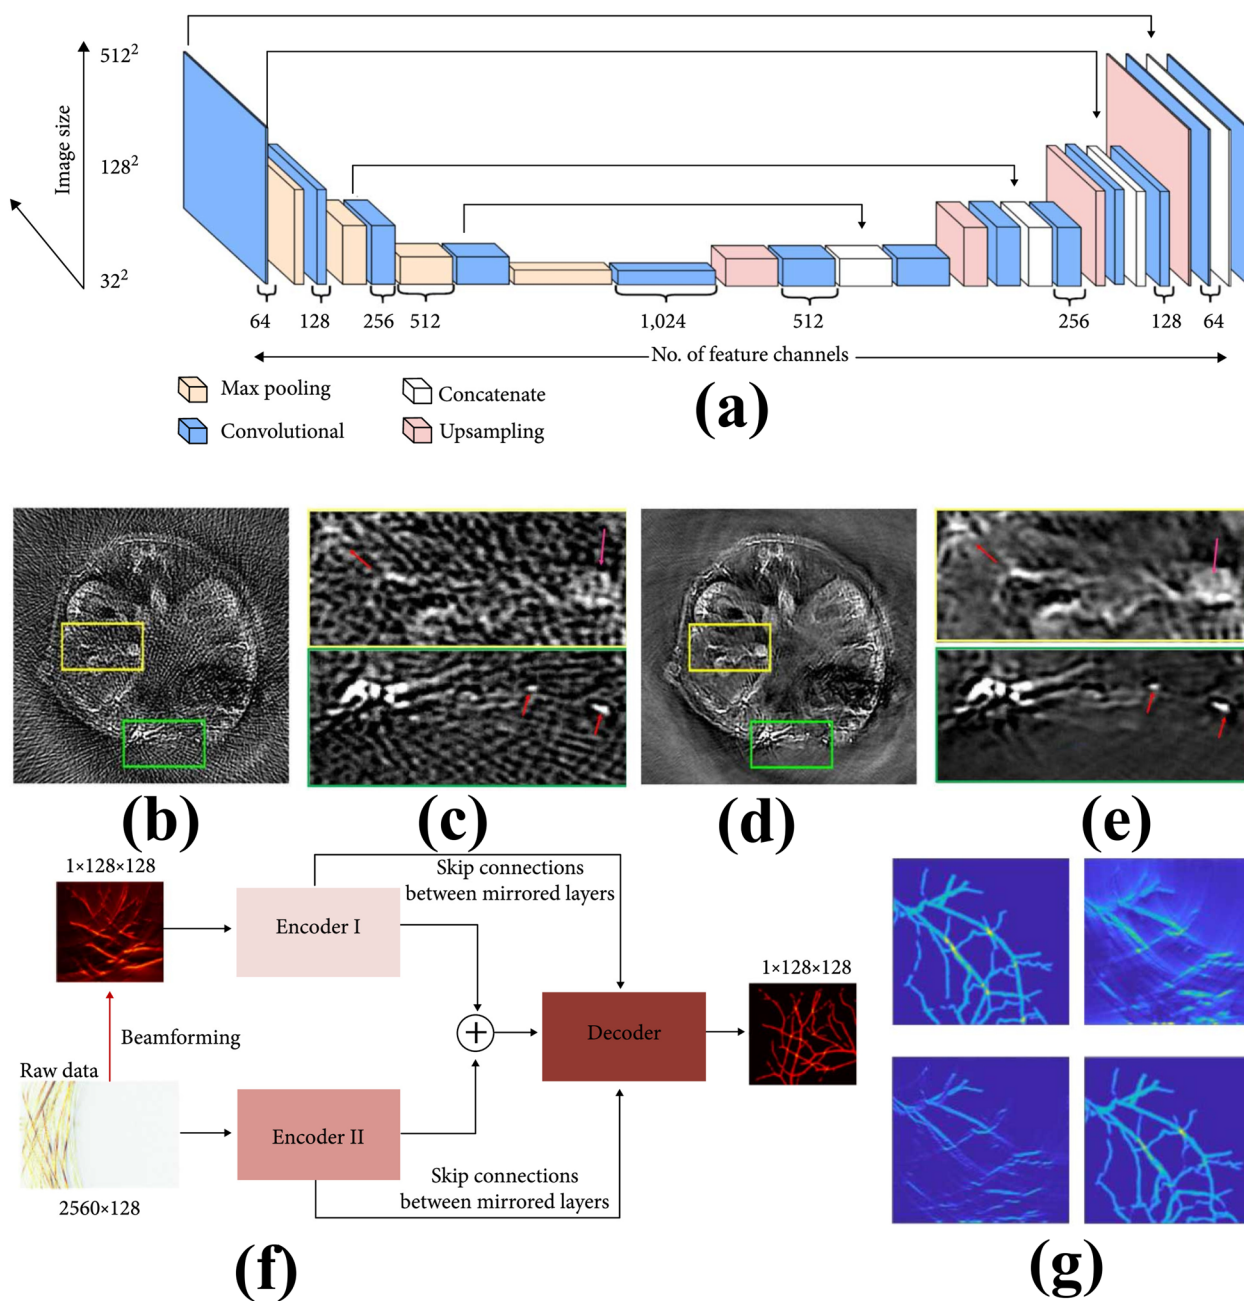 Image size
512²
128²
32²
64
128
256
512
1,024
512
256
128
64
No. of feature channels
Max pooling
Concatenate
Convolutional
Upsampling
(a)
(b)
(c)
(d)
(e)
1×128×128
Skip connections
between mirrored layers
Encoder I
1×128×128
Beamforming
Decoder
Raw data
Encoder II
Skip connections
between mirrored layers
2560×128
(f)
(g)